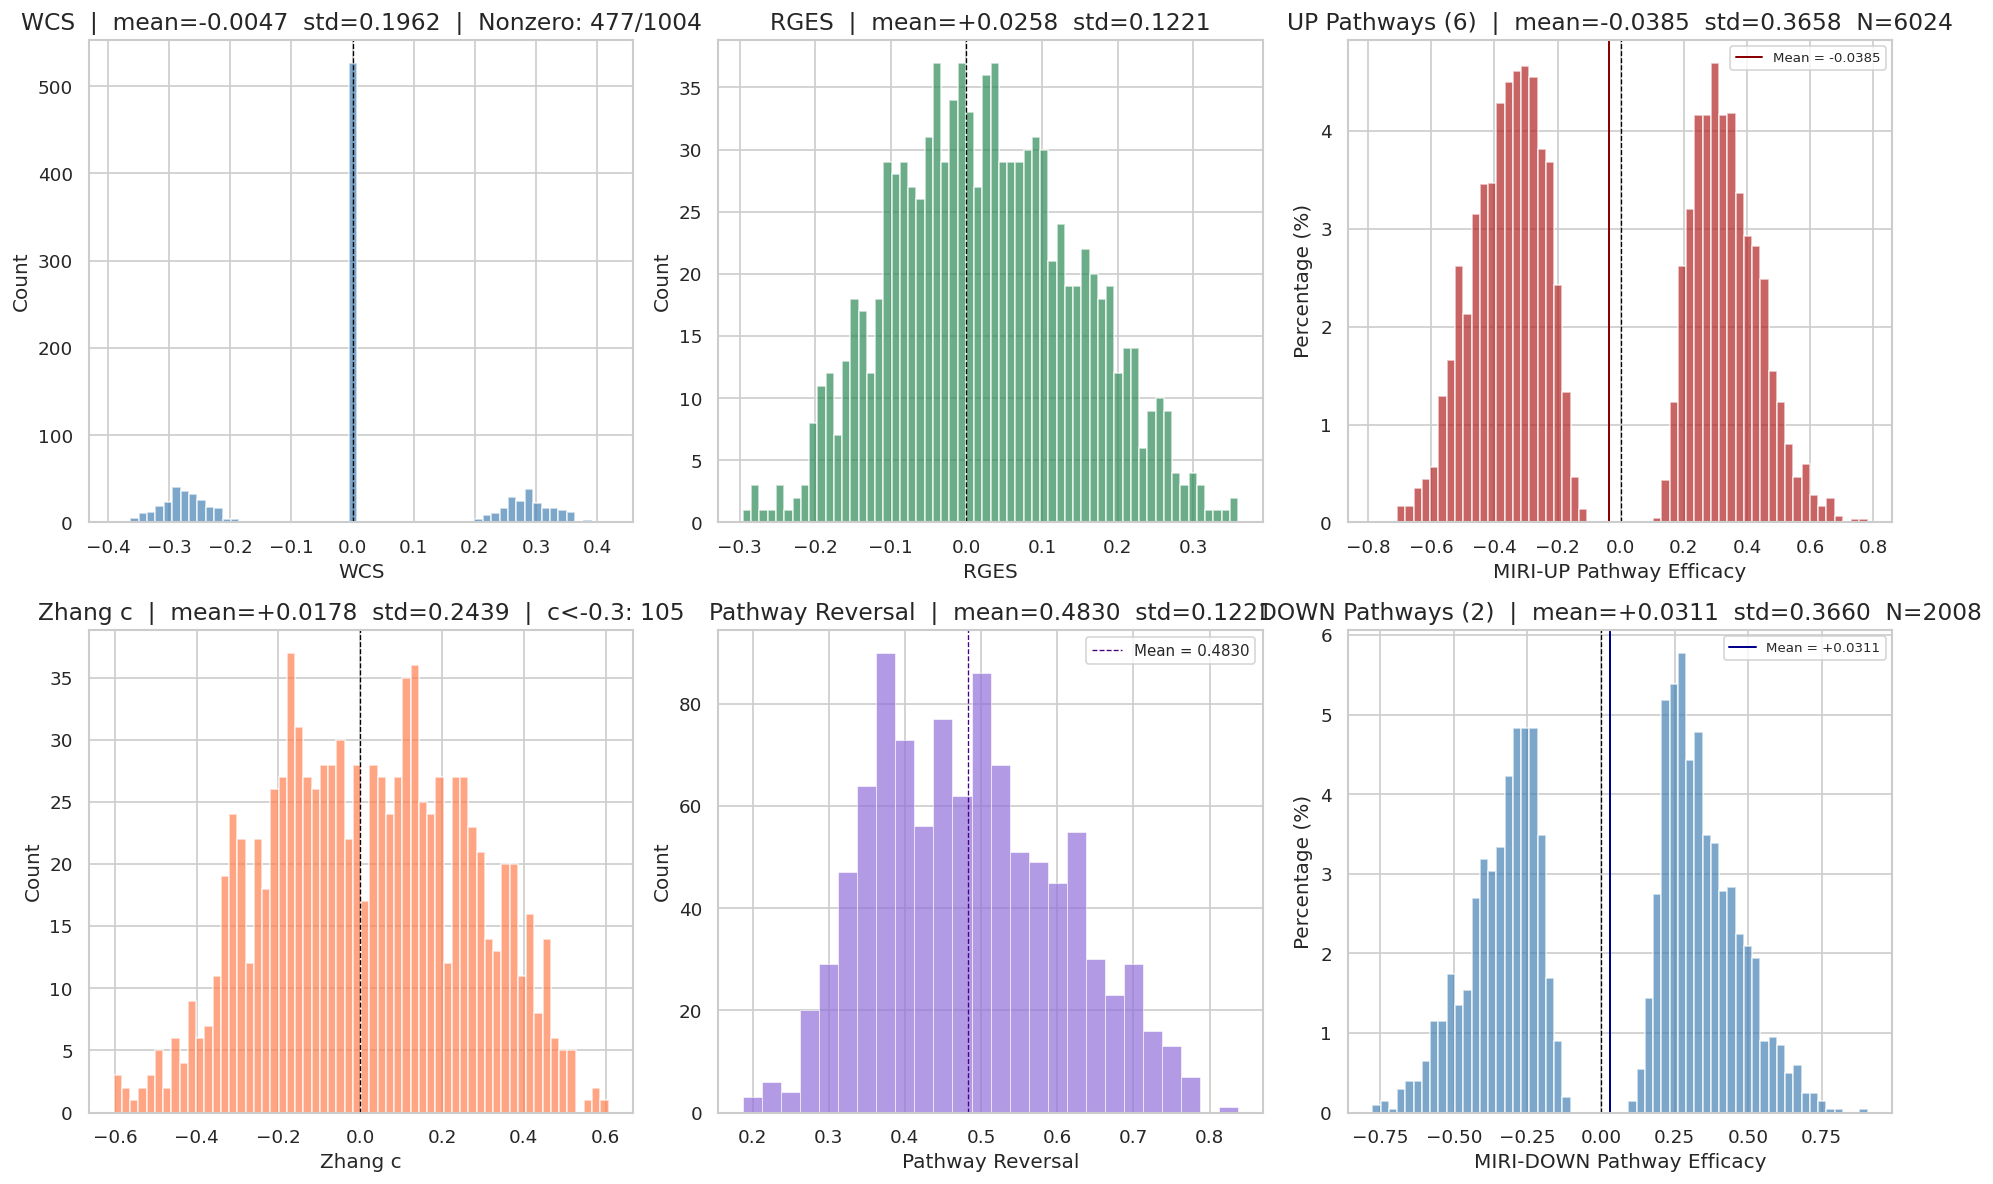 WCS | mean=-0.0047 std=0.1962 | Nonzero: 477/1004
500
400
300
200
100
0
Count
−0.4 −0.3 −0.2 −0.1 0.0 0.1 0.2 0.3 0.4
WCS
RGES | mean=+0.0258 std=0.1221
35
30
25
20
15
10
5
0
Count
−0.3 −0.2 −0.1 0.0 0.1 0.2 0.3
RGES
UP Pathways (6) | mean=-0.0385 std=0.3658 N=6024
Mean = -0.0385
4
3
2
1
0
Percentage (%)
−0.8 −0.6 −0.4 −0.2 0.0 0.2 0.4 0.6 0.8
MIRI-UP Pathway Efficacy
Zhang c | mean=+0.0178 std=0.2439 | c<-0.3: 105
35
30
25
20
15
10
5
0
Count
−0.6 −0.4 −0.2 0.0 0.2 0.4 0.6
Zhang c
Pathway Reversal | mean=0.4830 std=0.1221
Mean = 0.4830
80
60
40
20
0
Count
0.2 0.3 0.4 0.5 0.6 0.7 0.8
Pathway Reversal
DOWN Pathways (2) | mean=+0.0311 std=0.3660 N=2008
Mean = +0.0311
6
5
4
3
2
1
0
Percentage (%)
−0.75 −0.50 −0.25 0.00 0.25 0.50 0.75
MIRI-DOWN Pathway Efficacy